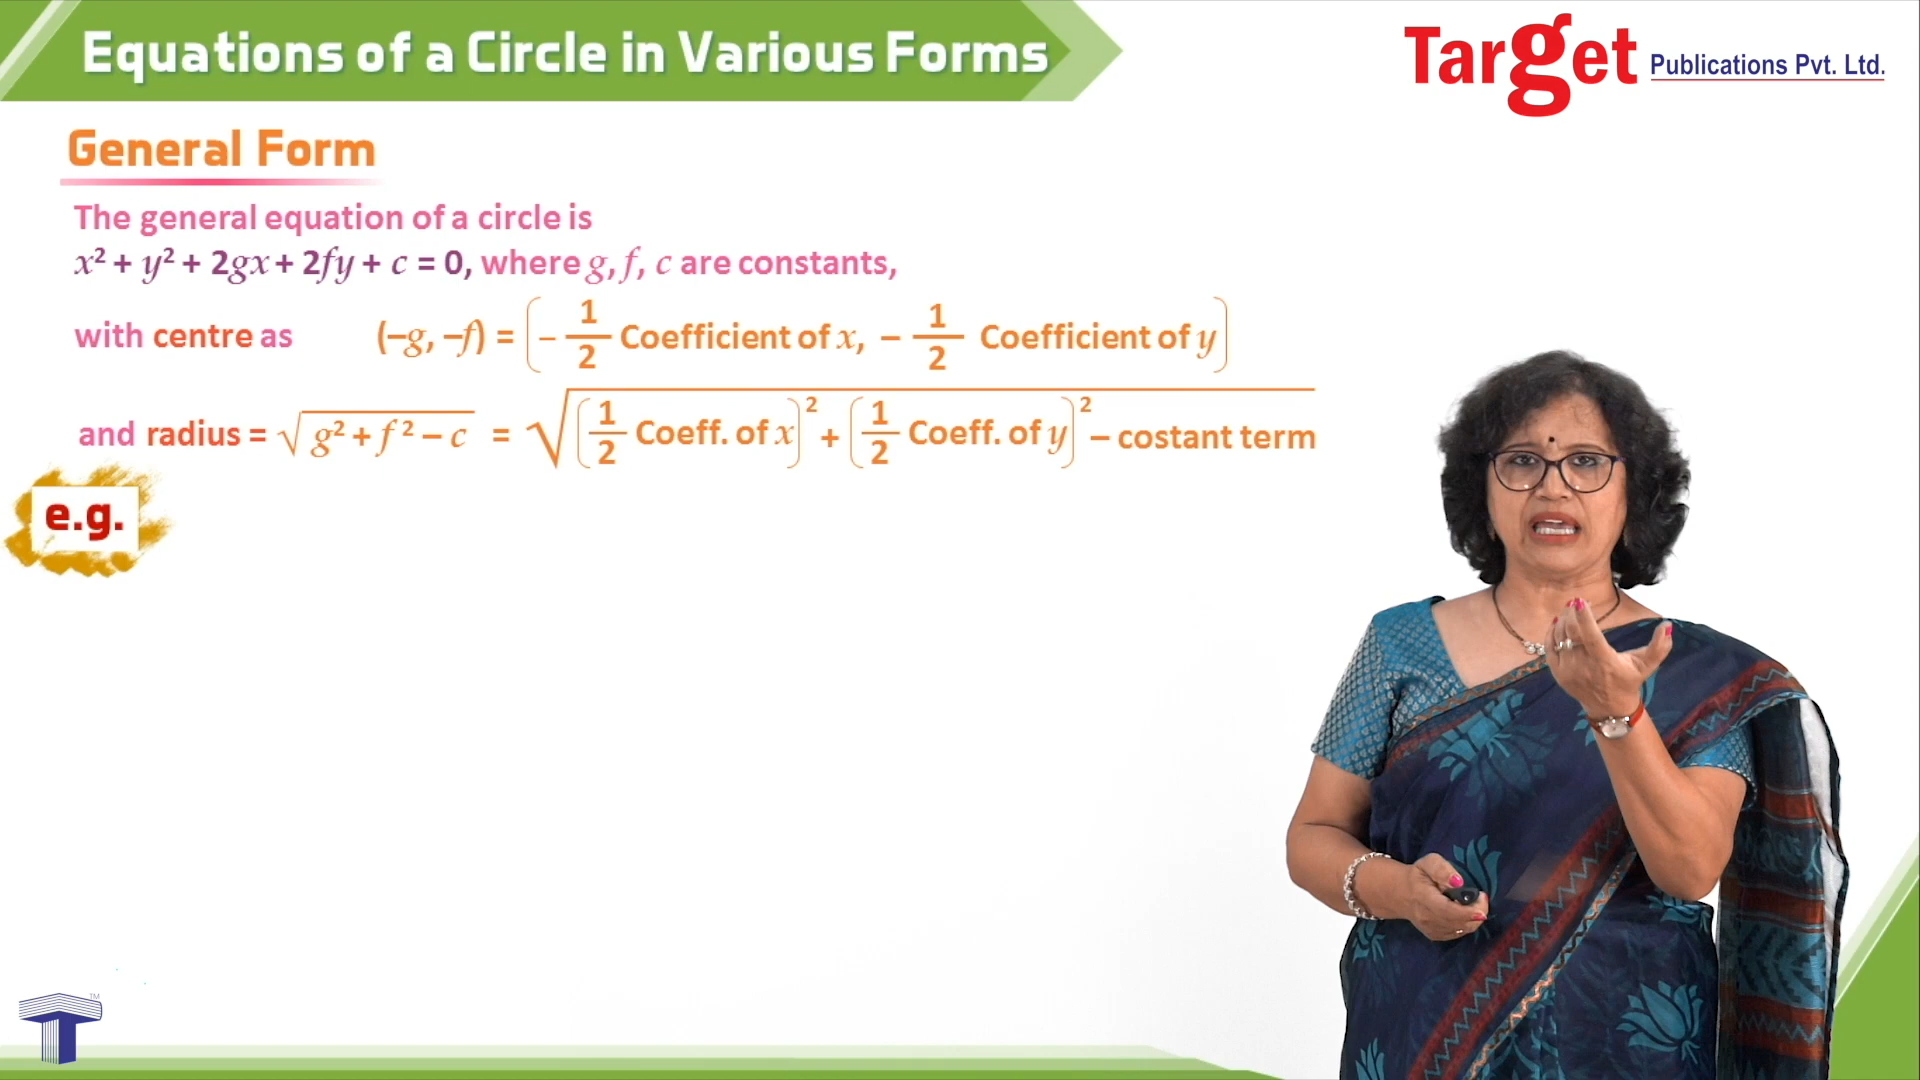 Equations of a Circle in Various Forms
Target Publications Pvt. Ltd.
General Form
The general equation of a circle is
x² + y² + 2gx + 2fy + c = 0, where g, f, c are constants,
with centre as (–g, –f) = (– 1/2 Coefficient of x, – 1/2 Coefficient of y)
and radius = √(g² + f² – c) = √((1/2 Coeff. of x)² + (1/2 Coeff. of y)² – costant term)
e.g.
T™